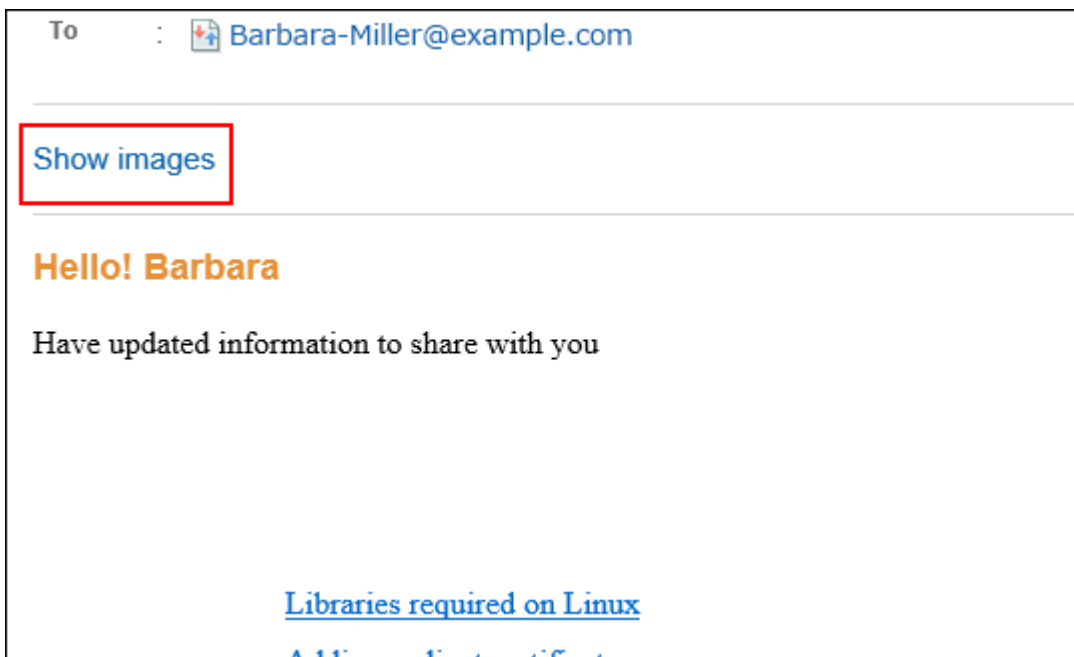 To : Barbara-Miller@example.com
Show images
Hello! Barbara
Have updated information to share with you
Libraries required on Linux